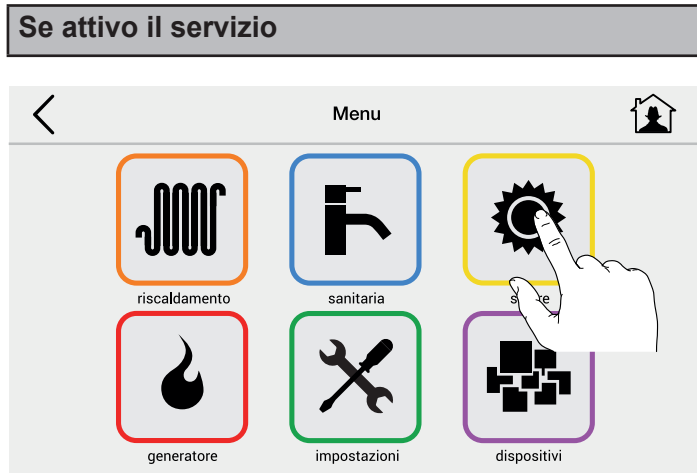 Se attivo il servizio
Menu
riscaldamento
sanitaria
generatore
impostazioni
dispositivi